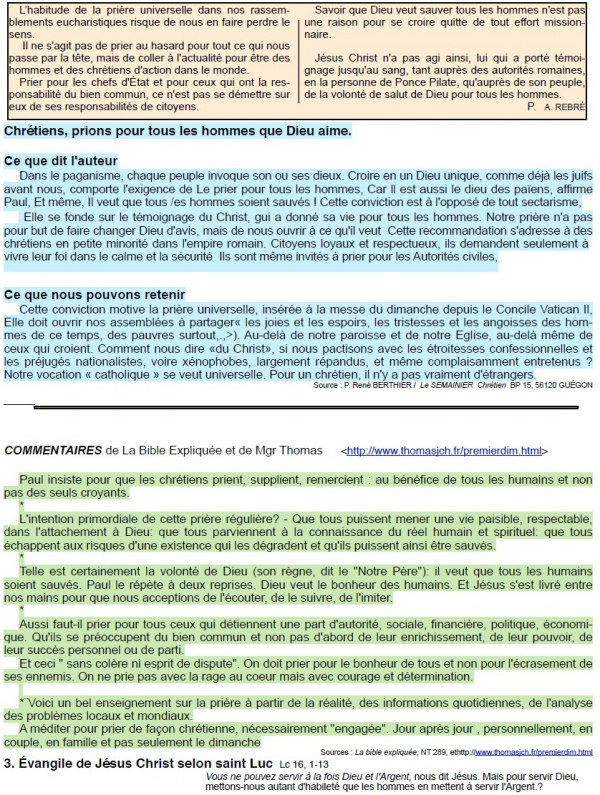 L'habitude de la prière universelle dans nos rassem-
blements eucharistiques risque de nous en faire perdre le
sens.
Il ne s'agit pas de prier au hasard pour tout ce qui nous
passe par la tête, mais de coller à l'actualité pour être des
hommes et des chrétiens d'action dans le monde.
Prier pour les chefs d'État et pour ceux qui ont la res-
ponsabilité du bien commun, ce n'est pas se démettre sur
eux de ses responsabilités de citoyens.
Savoir que Dieu veut sauver tous les hommes n'est pas
une raison pour se croire quitte de tout effort mission-
naire.
Jésus Christ n'a pas agi ainsi, lui qui a porté témoi-
gnage jusqu'au sang, tant auprès des autorités romaines,
en la personne de Ponce Pilate, qu'auprès de son peuple,
de la volonté de salut de Dieu pour tous les hommes.
P. A. REBRÉ
Chrétiens, prions pour tous les hommes que Dieu aime.
Ce que dit l'auteur
Dans le paganisme, chaque peuple invoque son ou ses dieux. Croire en un Dieu unique, comme déjà les juifs
avant nous, comporte l'exigence de Le prier pour tous les hommes, Car Il est aussi le dieu des païens, affirme
Paul, Et même, Il veut que tous /es hommes soient sauvés ! Cette conviction est à l'opposé de tout sectarisme,
Elle se fonde sur le témoignage du Christ, gui a donné sa vie pour tous les hommes. Notre prière n'a pas
pour but de faire changer Dieu d'avis, mais de nous ouvrir à ce qu'il veut Cette recommandation s'adresse à des
chrétiens en petite minorité dans l'empire romain. Citoyens loyaux et respectueux, ils demandent seulement à
vivre leur foi dans le calme et la sécurité Ils sont même invités à prier pour les Autorités civiles,
Ce que nous pouvons retenir
Cette conviction motive la prière universelle, insérée à la messe du dimanche depuis le Concile Vatican II,
Elle doit ouvrir nos assemblées à partager« les joies et les espoirs, les tristesses et les angoisses des hom-
mes de ce temps, des pauvres surtout,.,>). Au-delà de notre paroisse et de notre Eglise, au-delà même de
ceux qui croient. Comment nous dire «du Christ», si nous pactisons avec les étroitesses confessionnelles et
les préjugés nationalistes, voire xénophobes, largement répandus, et même complaisamment entretenus ?
Notre vocation « catholique » se veut universelle. Pour un chrétien, il n'y a pas vraiment d'étrangers.
Source : P. René BERTHIER / Le SEMAINIER Chrétien BP 15, 56120 GUÉGON
COMMENTAIRES de La Bible Expliquée et de Mgr Thomas <http://www.thomasjch.fr/premierdim.html>
Paul insiste pour que les chrétiens prient, supplient, remercient : au bénéfice de tous les humains et non
pas des seuls croyants.
*
L'intention primordiale de cette prière régulière? - Que tous puissent mener une vie paisible, respectable,
dans l'attachement à Dieu: que tous parviennent à la connaissance du réel humain et spirituel: que tous
échappent aux risques d'une existence qui les dégradent et qu'ils puissent ainsi être sauvés.
*
Telle est certainement la volonté de Dieu (son règne, dit le "Notre Père"): il veut que tous les humains
soient sauvés. Paul le répète à deux reprises. Dieu veut le bonheur des humains. Et Jésus s'est livré entre
nos mains pour que nous acceptions de l'écouter, de le suivre, de l'imiter.
*
Aussi faut-il prier pour tous ceux qui détiennent une part d'autorité, sociale, financière, politique, économi-
que. Qu'ils se préoccupent du bien commun et non pas d'abord de leur enrichissement, de leur pouvoir, de
leur succès personnel ou de parti.
Et ceci " sans colère ni esprit de dispute". On doit prier pour le bonheur de tous et non pour l'écrasement de
ses ennemis. On ne prie pas avec la rage au coeur mais avec courage et détermination.
*¨Voici un bel enseignement sur la prière à partir de la réalité, des informations quotidiennes, de l'analyse
des problèmes locaux et mondiaux.
A méditer pour prier de façon chrétienne, nécessairement "engagée". Jour après jour , personnellement, en
couple, en famille et pas seulement le dimanche
Sources : La bible expliquée, NT 289, ethttp://www.thomasjch.fr/premierdim.html
3. Évangile de Jésus Christ selon saint Luc Lc 16, 1-13
Vous ne pouvez servir à la fois Dieu et l'Argent, nous dit Jésus. Mais pour servir Dieu,
mettons-nous autant d'habileté que les hommes en mettent à servir l'Argent.?